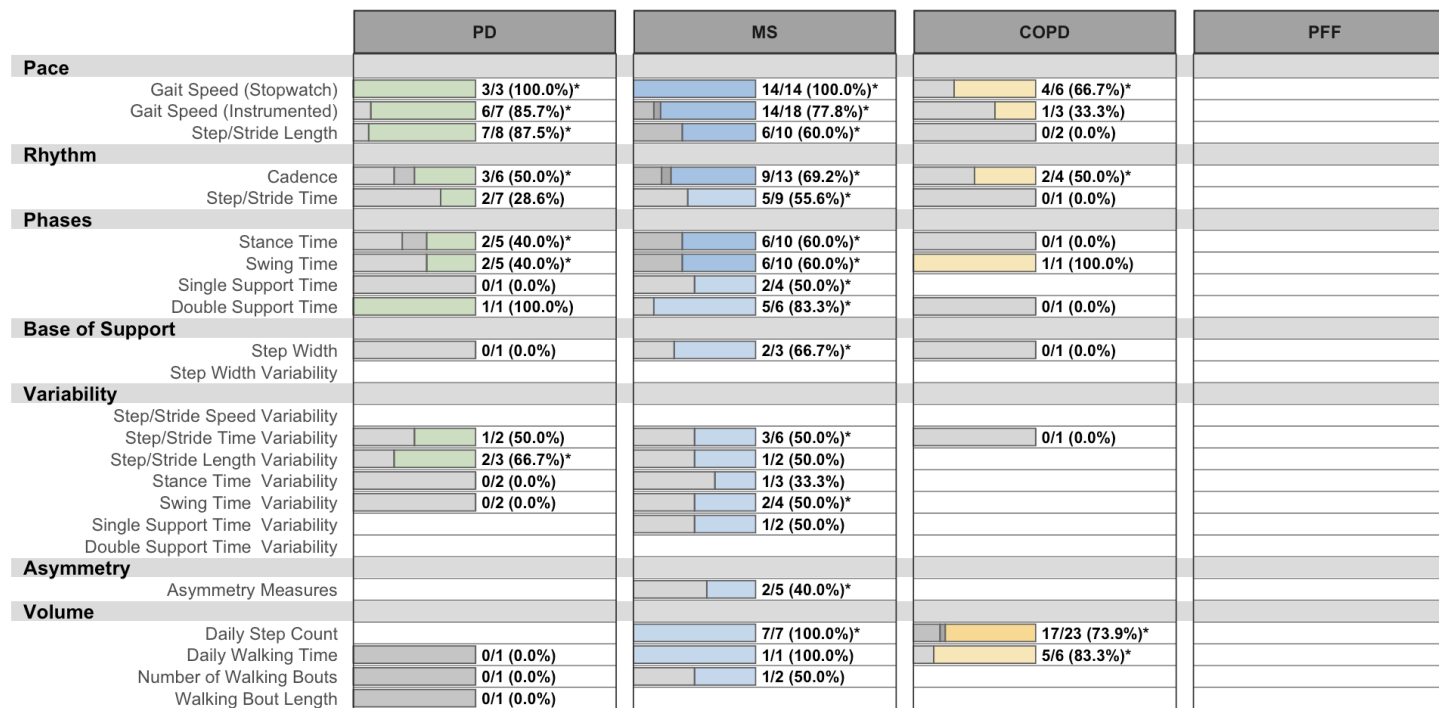 PD MS COPD PFF
Pace
Gait Speed (Stopwatch) 3/3 (100.0%)* 14/14 (100.0%)* 4/6 (66.7%)*
Gait Speed (Instrumented) 6/7 (85.7%)* 14/18 (77.8%)* 1/3 (33.3%)
Step/Stride Length 7/8 (87.5%)* 6/10 (60.0%)* 0/2 (0.0%)
Rhythm
Cadence 3/6 (50.0%)* 9/13 (69.2%)* 2/4 (50.0%)*
Step/Stride Time 2/7 (28.6%) 5/9 (55.6%)* 0/1 (0.0%)
Phases
Stance Time 2/5 (40.0%)* 6/10 (60.0%)* 0/1 (0.0%)
Swing Time 2/5 (40.0%)* 6/10 (60.0%)* 1/1 (100.0%)
Single Support Time 0/1 (0.0%) 2/4 (50.0%)*
Double Support Time 1/1 (100.0%) 5/6 (83.3%)* 0/1 (0.0%)
Base of Support
Step Width 0/1 (0.0%) 2/3 (66.7%)* 0/1 (0.0%)
Step Width Variability
Variability
Step/Stride Speed Variability
Step/Stride Time Variability 1/2 (50.0%) 3/6 (50.0%)* 0/1 (0.0%)
Step/Stride Length Variability 2/3 (66.7%)* 1/2 (50.0%)
Stance Time Variability 0/2 (0.0%) 1/3 (33.3%)
Swing Time Variability 0/2 (0.0%) 2/4 (50.0%)*
Single Support Time Variability 1/2 (50.0%)
Double Support Time Variability
Asymmetry
Asymmetry Measures 2/5 (40.0%)*
Volume
Daily Step Count 7/7 (100.0%)* 17/23 (73.9%)*
Daily Walking Time 0/1 (0.0%) 1/1 (100.0%) 5/6 (83.3%)*
Number of Walking Bouts 0/1 (0.0%) 1/2 (50.0%)
Walking Bout Length 0/1 (0.0%)